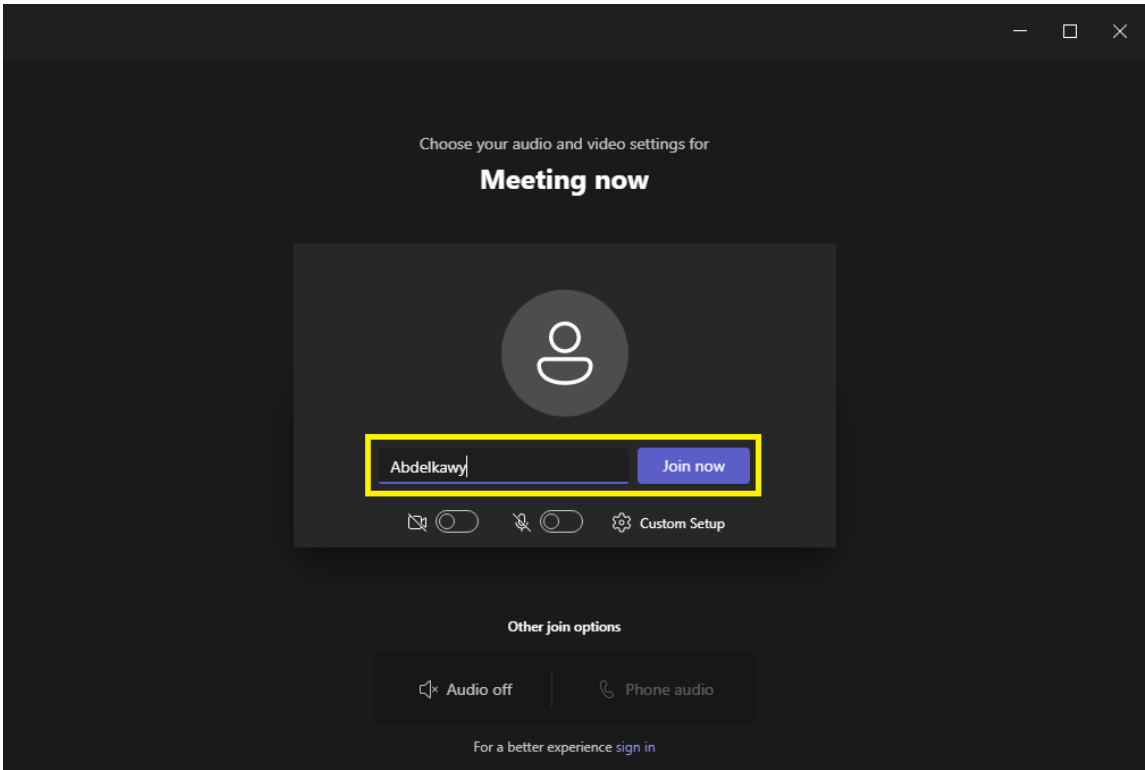 Choose your audio and video settings for
Meeting now
Abdelkawy
Join now
Custom Setup
Other join options
Audio off
Phone audio
For a better experience sign in